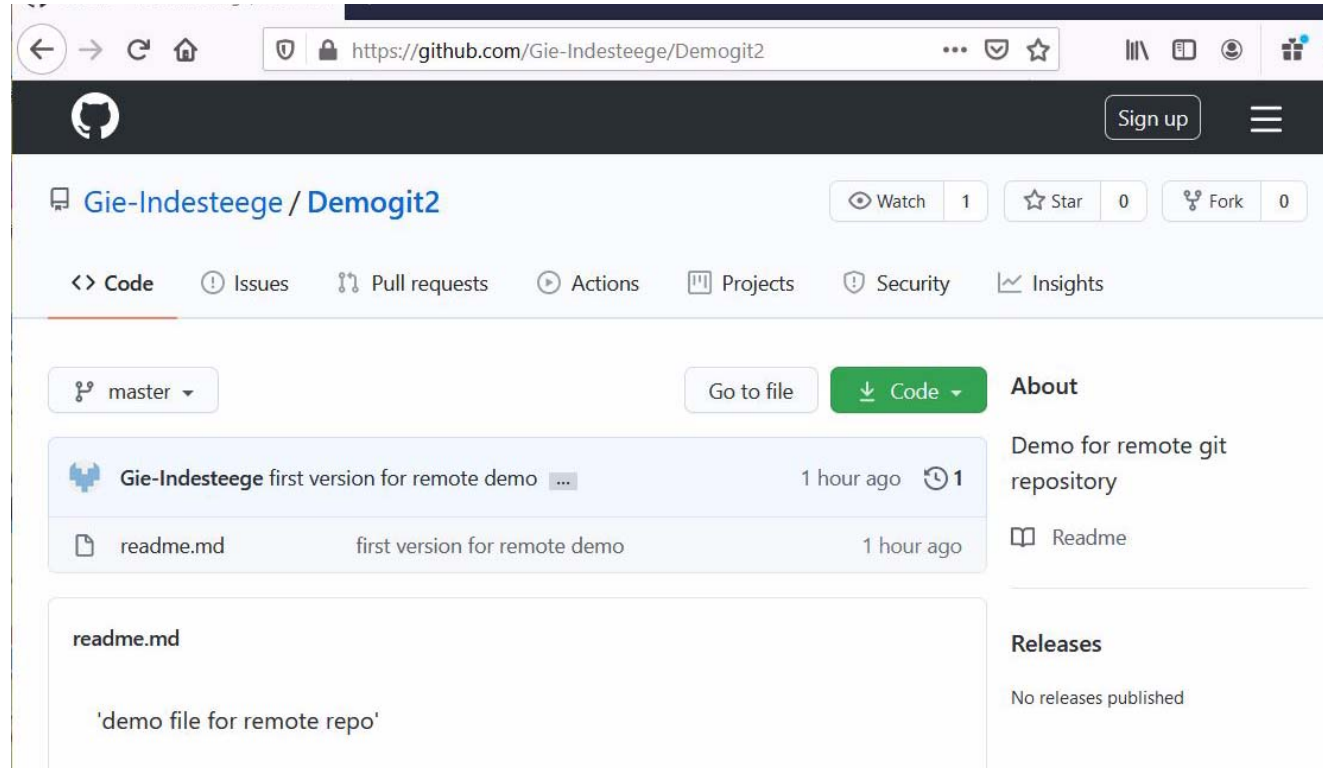 https://github.com/Gie-Indesteege/Demogit2
Sign up
Gie-Indesteege / Demogit2
Watch 1
Star 0
Fork 0
Code Issues Pull requests Actions Projects Security Insights
master
Go to file
Code
About
Gie-Indesteege first version for remote demo ... 1 hour ago 1
Demo for remote git
repository
readme.md first version for remote demo 1 hour ago
Readme
readme.md
'demo file for remote repo'
Releases
No releases published